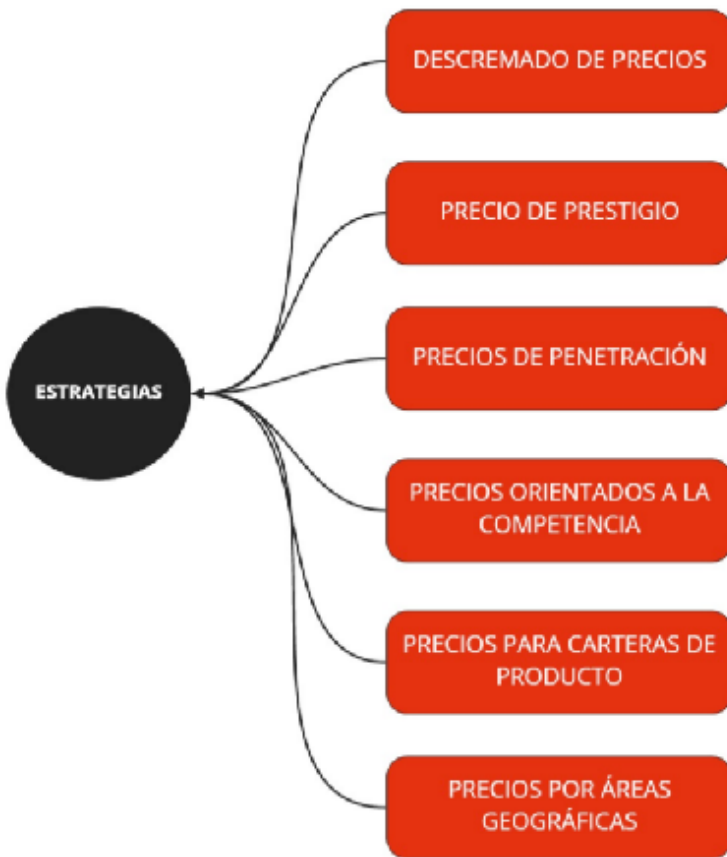 DESCREMADO DE PRECIOS
PRECIO DE PRESTIGIO
PRECIOS DE PENETRACIÓN
ESTRATEGIAS
PRECIOS ORIENTADOS A LA
COMPETENCIA
PRECIOS PARA CARTERAS DE
PRODUCTO
PRECIOS POR ÁREAS
GEOGRÁFICAS